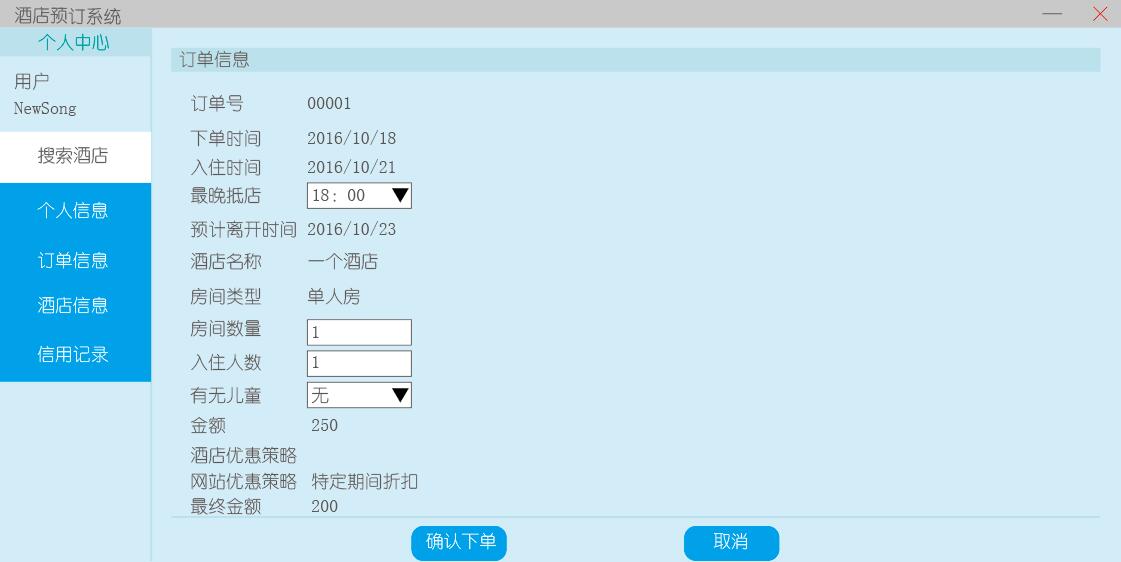 酒店预订系统
个人中心
用户
NewSong
搜索酒店
个人信息
订单信息
酒店信息
信用记录
订单信息
订单号 00001
下单时间 2016/10/18
入住时间 2016/10/21
最晚抵店 18: 00
预计离开时间 2016/10/23
酒店名称 一个酒店
房间类型 单人房
房间数量 1
入住人数 1
有无儿童 无
金额 250
酒店优惠策略
网站优惠策略 特定期间折扣
最终金额 200
确认下单 取消